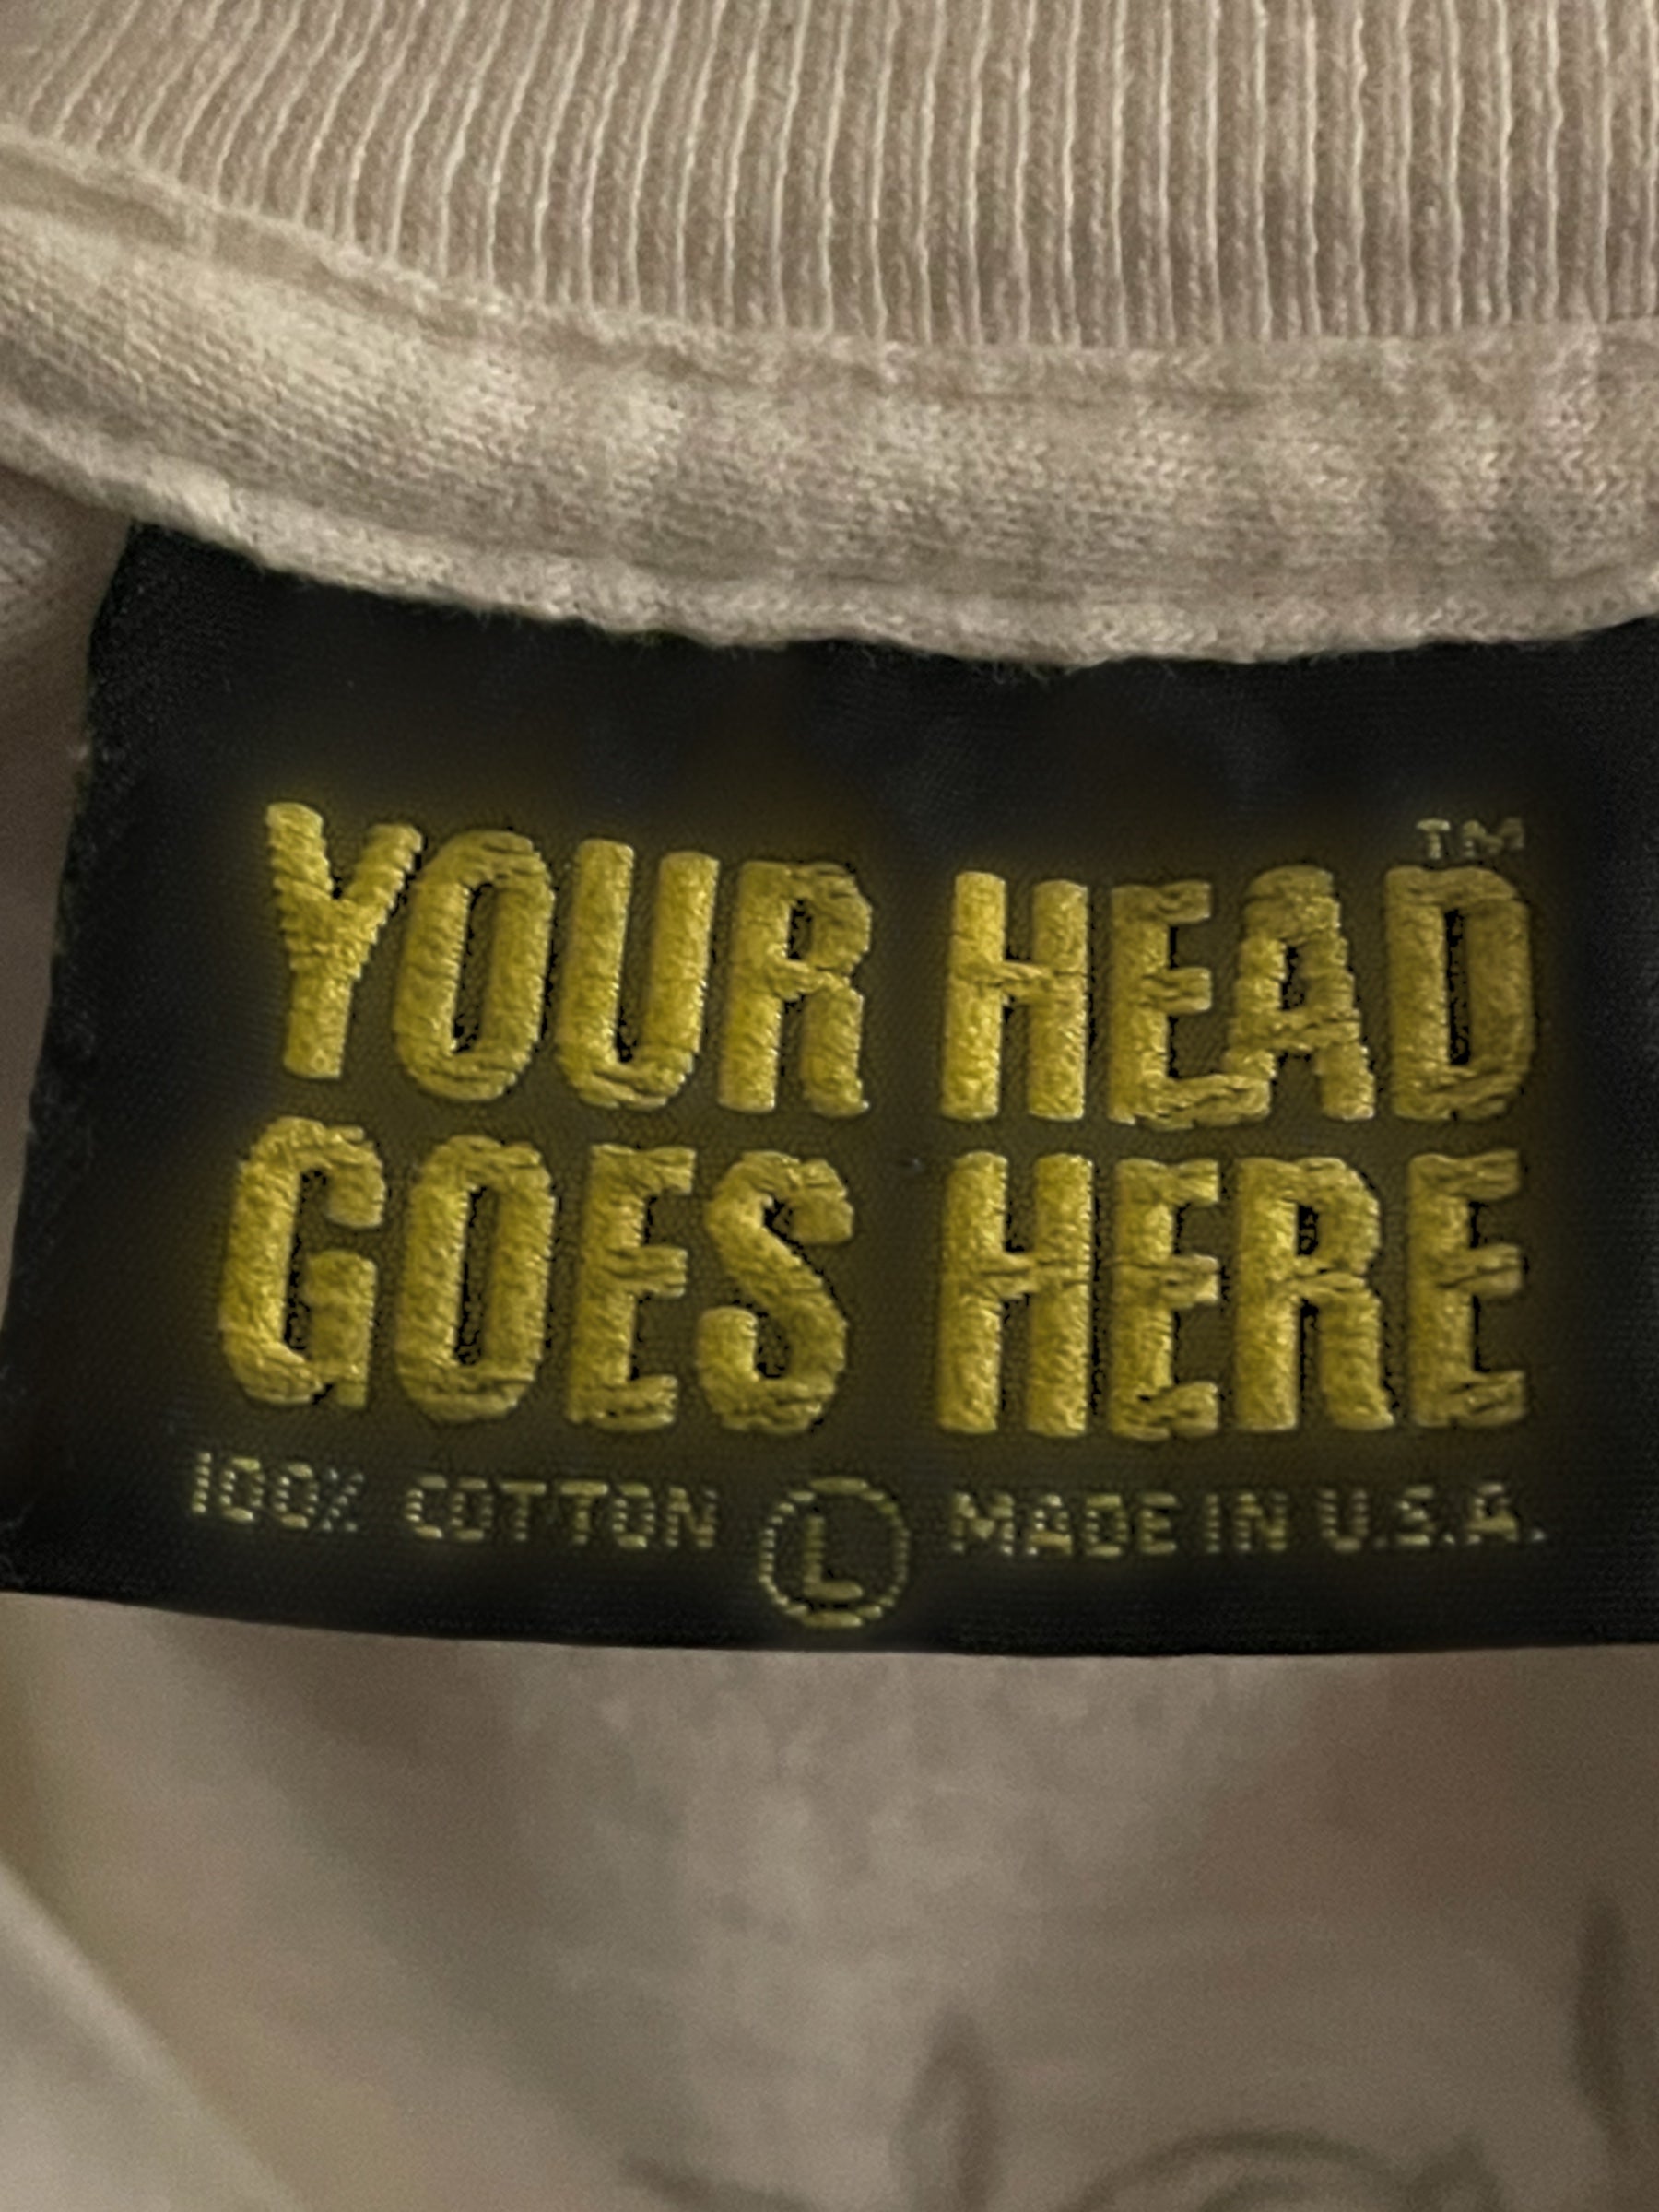 YOUR HEAD™
GOES HERE
100% COTTON L MADE IN U.S.A.